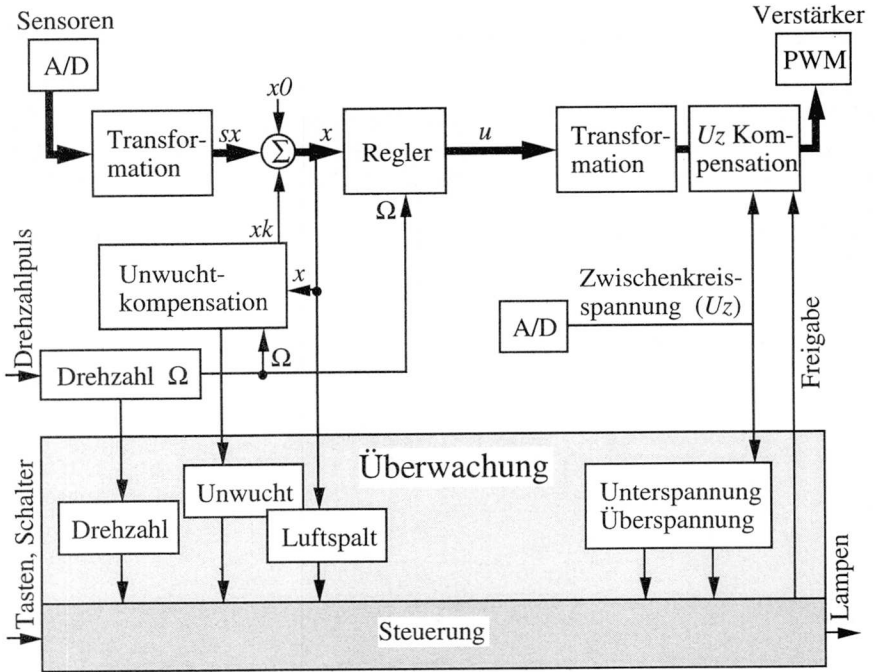 Sensoren
Verstärker
A/D
PWM
x0
Transfor-
mation
sx
Σ
x
Regler
u
Transfor-
mation
Uz Kom-
pensation
Ω
xk
Unwucht-
kompensation
x
Zwischenkreis-
spannung (Uz)
A/D
Drehzahlpuls
Drehzahl Ω
Ω
Freigabe
Überwachung
Unwucht
Drehzahl
Luftspalt
Unterspannung
Überspannung
Tasten, Schalter
Lampen
Steuerung